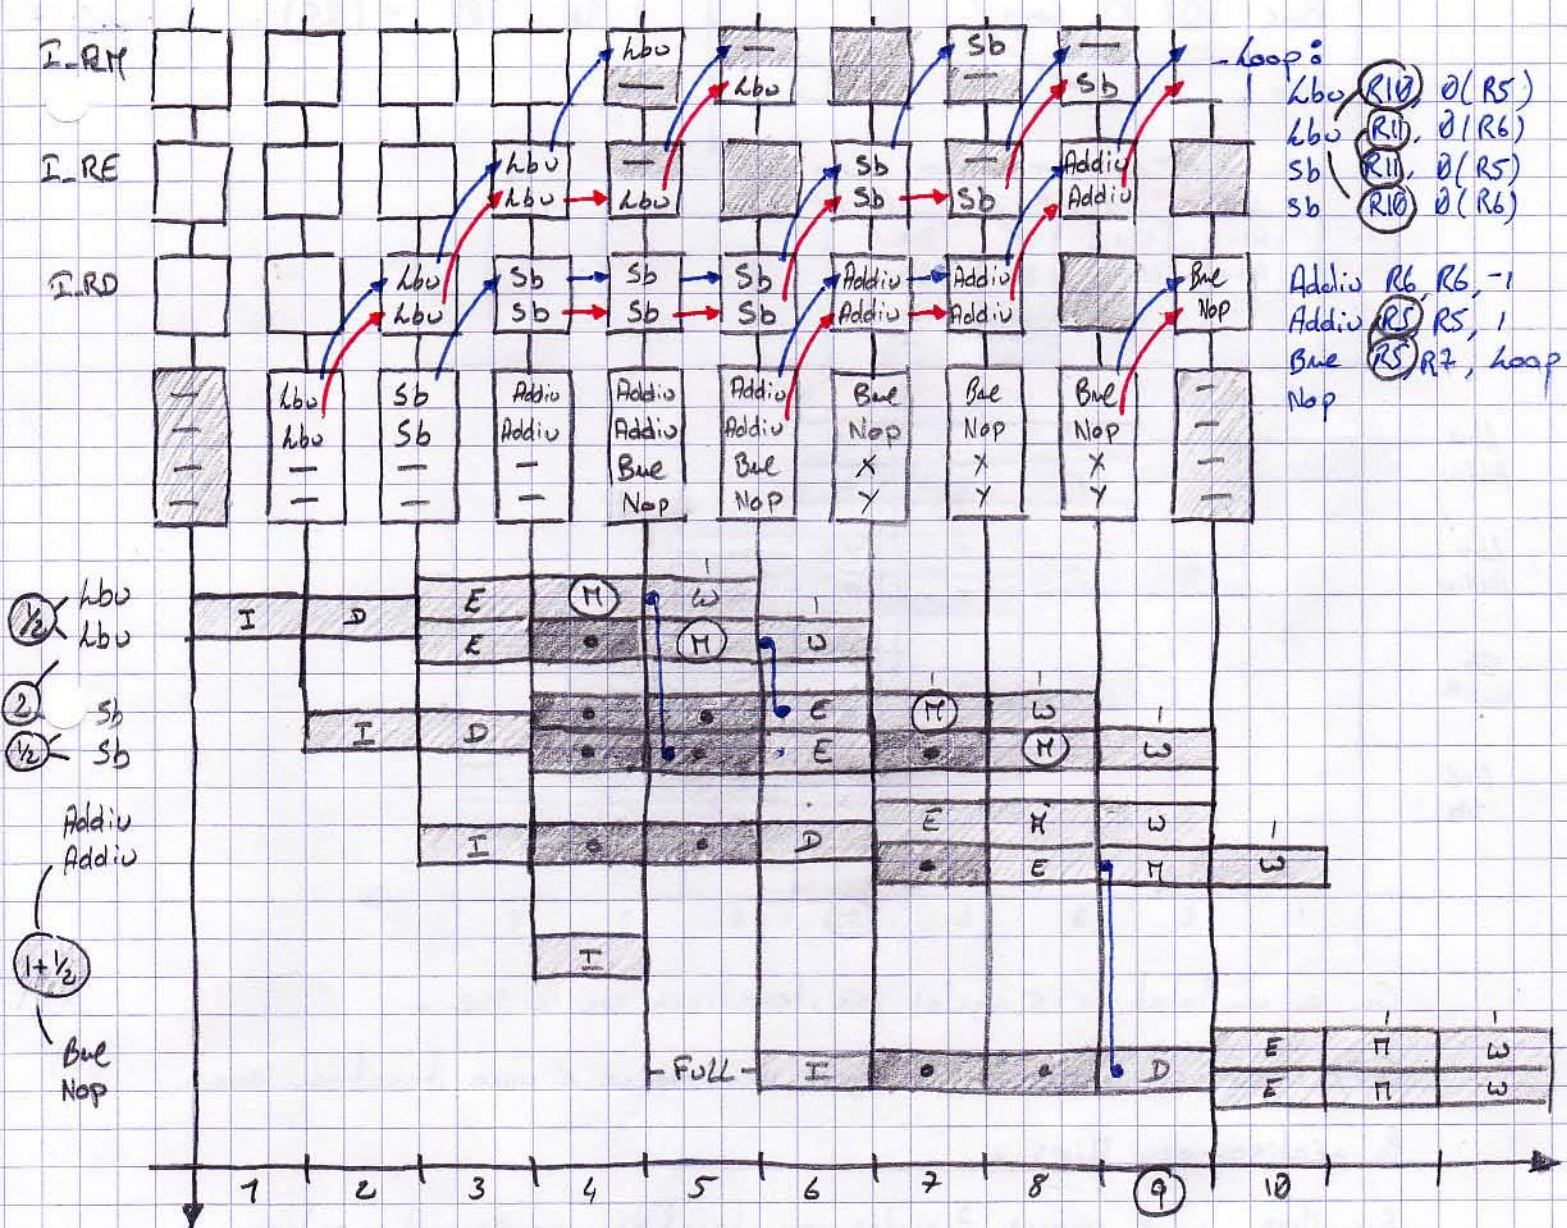 I_RM Lbu — — Lbu Sb — — Sb
I_RE Lbu Lbu — Lbu Sb Sb — Sb Addiu Addiu
I_RD Lbu Lbu Sb Sb Sb Sb Sb Sb Addiu Addiu Addiu Addiu Bne Nop
Loop:
Lbu R10, 0(R5)
Lbu R11, 0(R6)
Sb R11, 0(R5)
Sb R10 0(R6)
Addiu R6, R6, -1
Addiu R5, R5, 1
Bne R5, R7, Loop
Nop
— Lbu Sb Addiu Addiu Addiu Bne Bne Bne —
— Lbu Sb Addiu Addiu Addiu Nop Nop Nop —
— — — — Bne Bne X X X —
— — — — Nop Nop Y Y Y —
1/2 Lbu I D E M W
Lbu E • M W
2 Sb I D • • E M W
1/2 Sb • • E • M W
Addiu E M W
Addiu I • • D • E M W
1+1/2 I
Bne Full I • • D E M W
Nop E M W
1 2 3 4 5 6 7 8 9 10